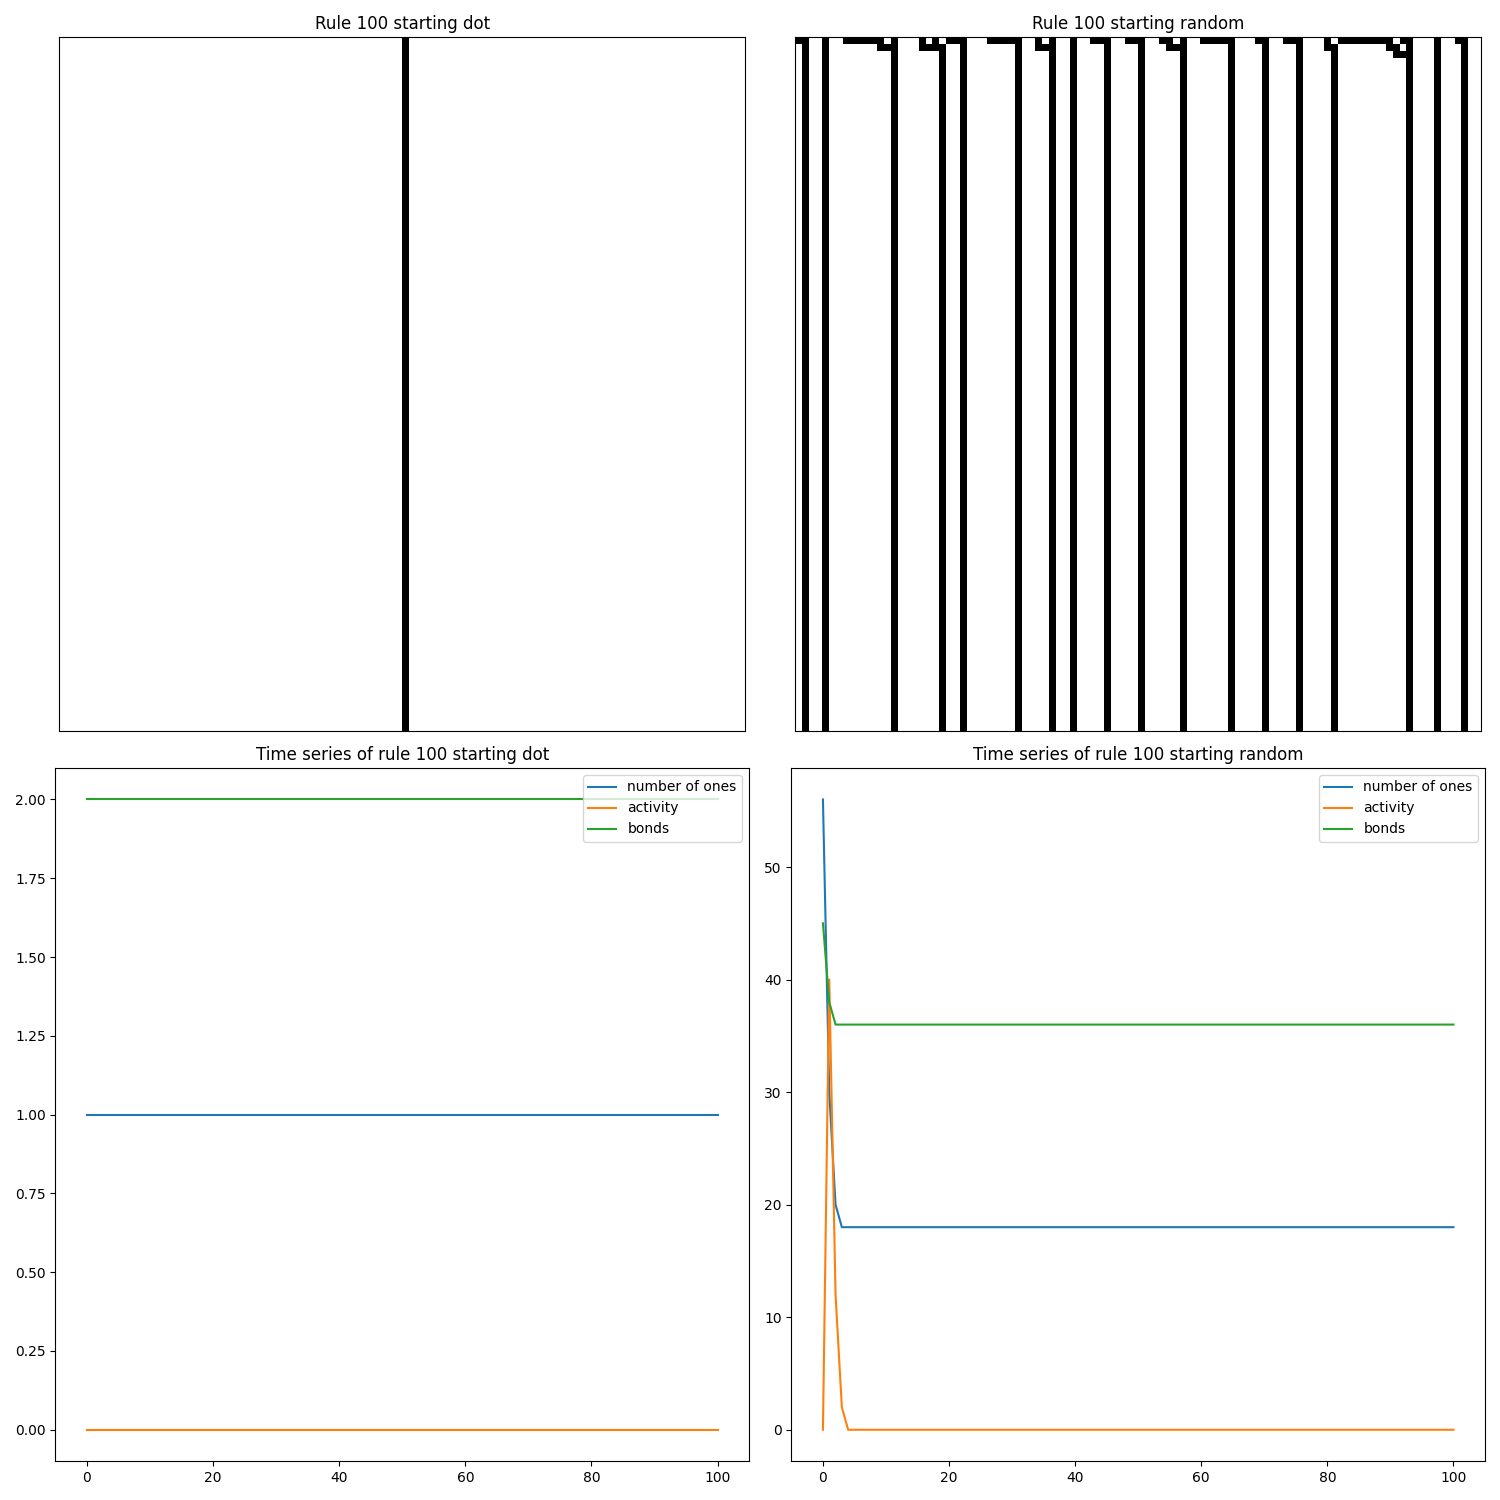 Rule 100 starting dot
Rule 100 starting random
Time series of rule 100 starting dot
2.00
1.75
1.50
1.25
1.00
0.75
0.50
0.25
0.00
0 20 40 60 80 100
number of ones
activity
bonds
Time series of rule 100 starting random
50
40
30
20
10
0
0 20 40 60 80 100
number of ones
activity
bonds